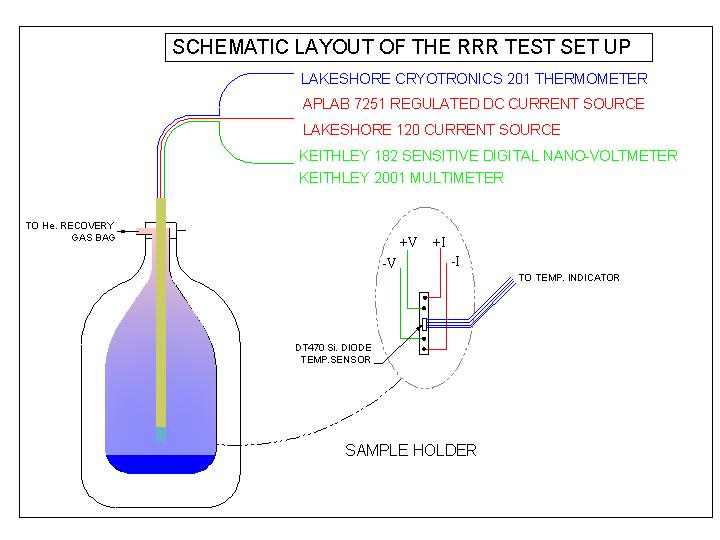 SCHEMATIC LAYOUT OF THE RRR TEST SET UP
LAKESHORE CRYOTRONICS 201 THERMOMETER
APLAB 7251 REGULATED DC CURRENT SOURCE
LAKESHORE 120 CURRENT SOURCE
KEITHLEY 182 SENSITIVE DIGITAL NANO-VOLTMETER
KEITHLEY 2001 MULTIMETER
TO He. RECOVERY
GAS BAG
+V +I
-V -I
TO TEMP. INDICATOR
DT470 Si. DIODE
TEMP.SENSOR
SAMPLE HOLDER